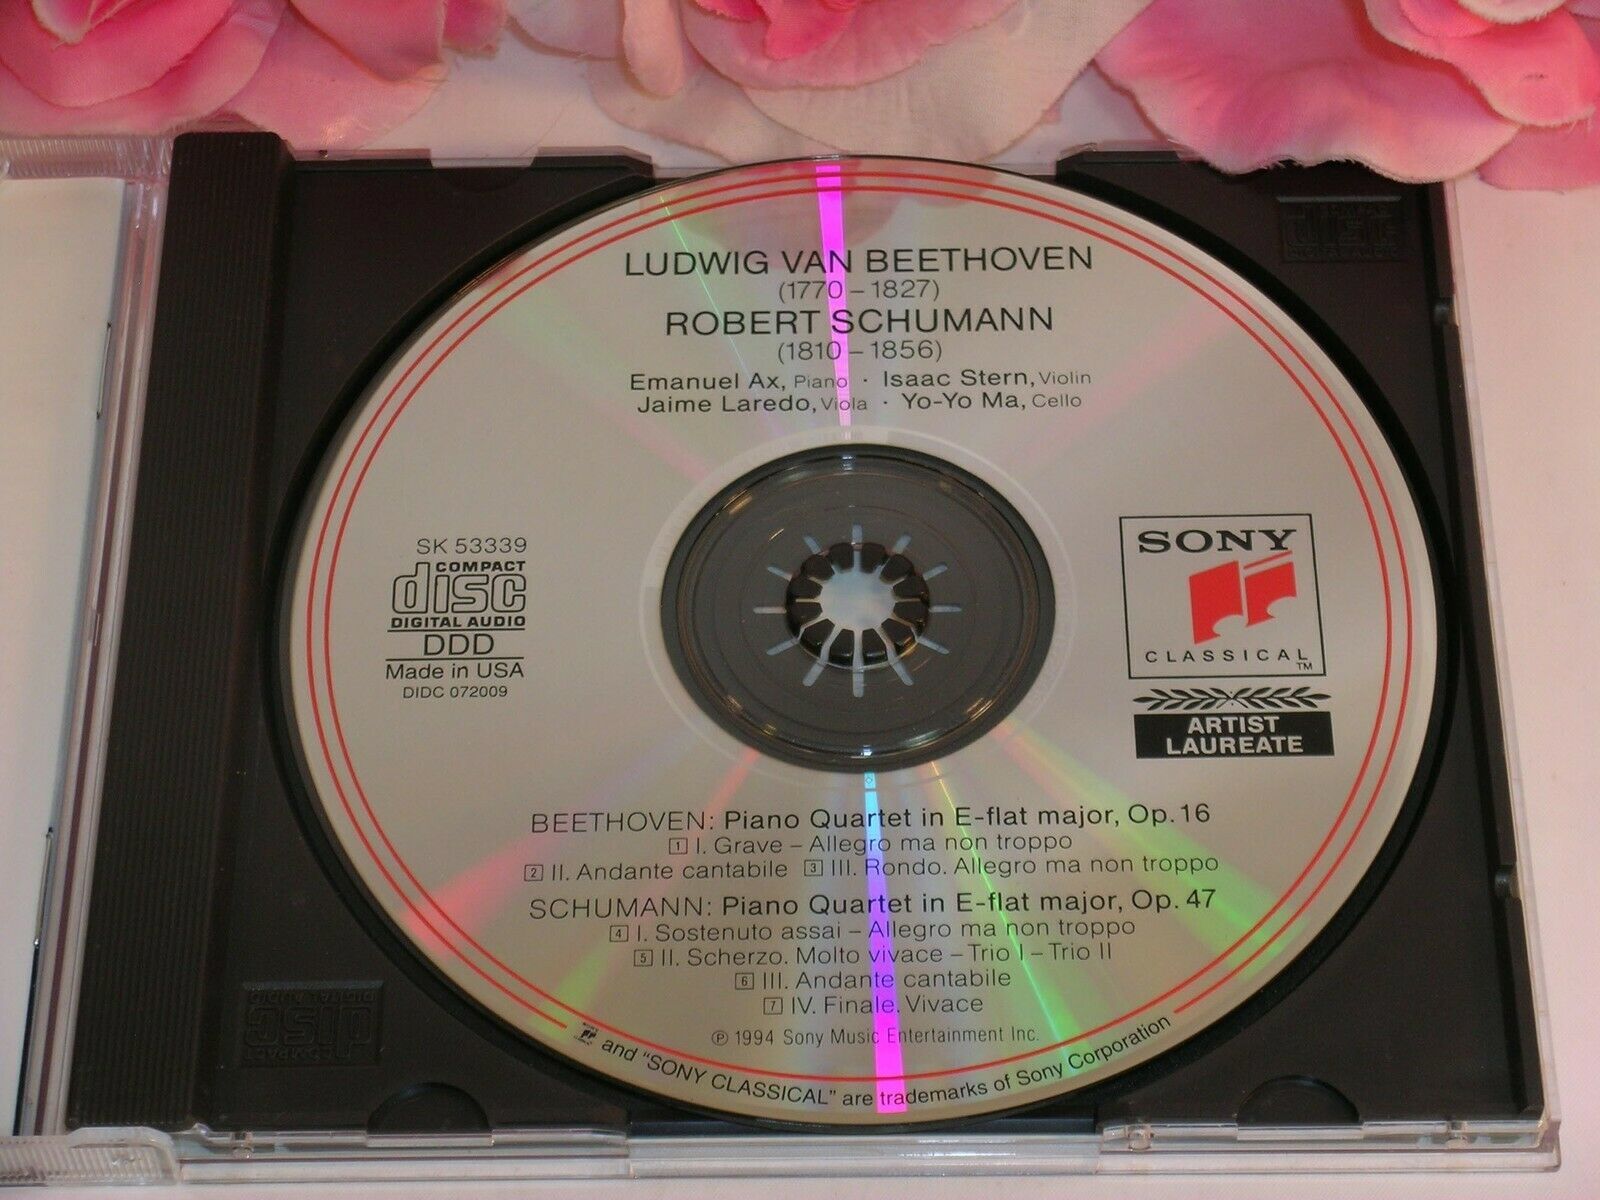 LUDWIG VAN BEETHOVEN
(1770 – 1827)
ROBERT SCHUMANN
(1810 – 1856)
Emanuel Ax, Piano · Isaac Stern, Violin
Jaime Laredo, Viola · Yo-Yo Ma, Cello
SK 53339
COMPACT
disc
DIGITAL AUDIO
DDD
Made in USA
DIDC 072009
SONY
CLASSICAL TM
ARTIST
LAUREATE
BEETHOVEN: Piano Quartet in E-flat major, Op. 16
1 I. Grave – Allegro ma non troppo
2 II. Andante cantabile 3 III. Rondo. Allegro ma non troppo
SCHUMANN: Piano Quartet in E-flat major, Op. 47
4 I. Sostenuto assai – Allegro ma non troppo
5 II. Scherzo. Molto vivace – Trio I – Trio II
6 III. Andante cantabile
7 IV. Finale. Vivace
℗ 1994 Sony Music Entertainment Inc.
and "SONY CLASSICAL" are trademarks of Sony Corporation
COMPACT
disc
DIGITAL AUDIO